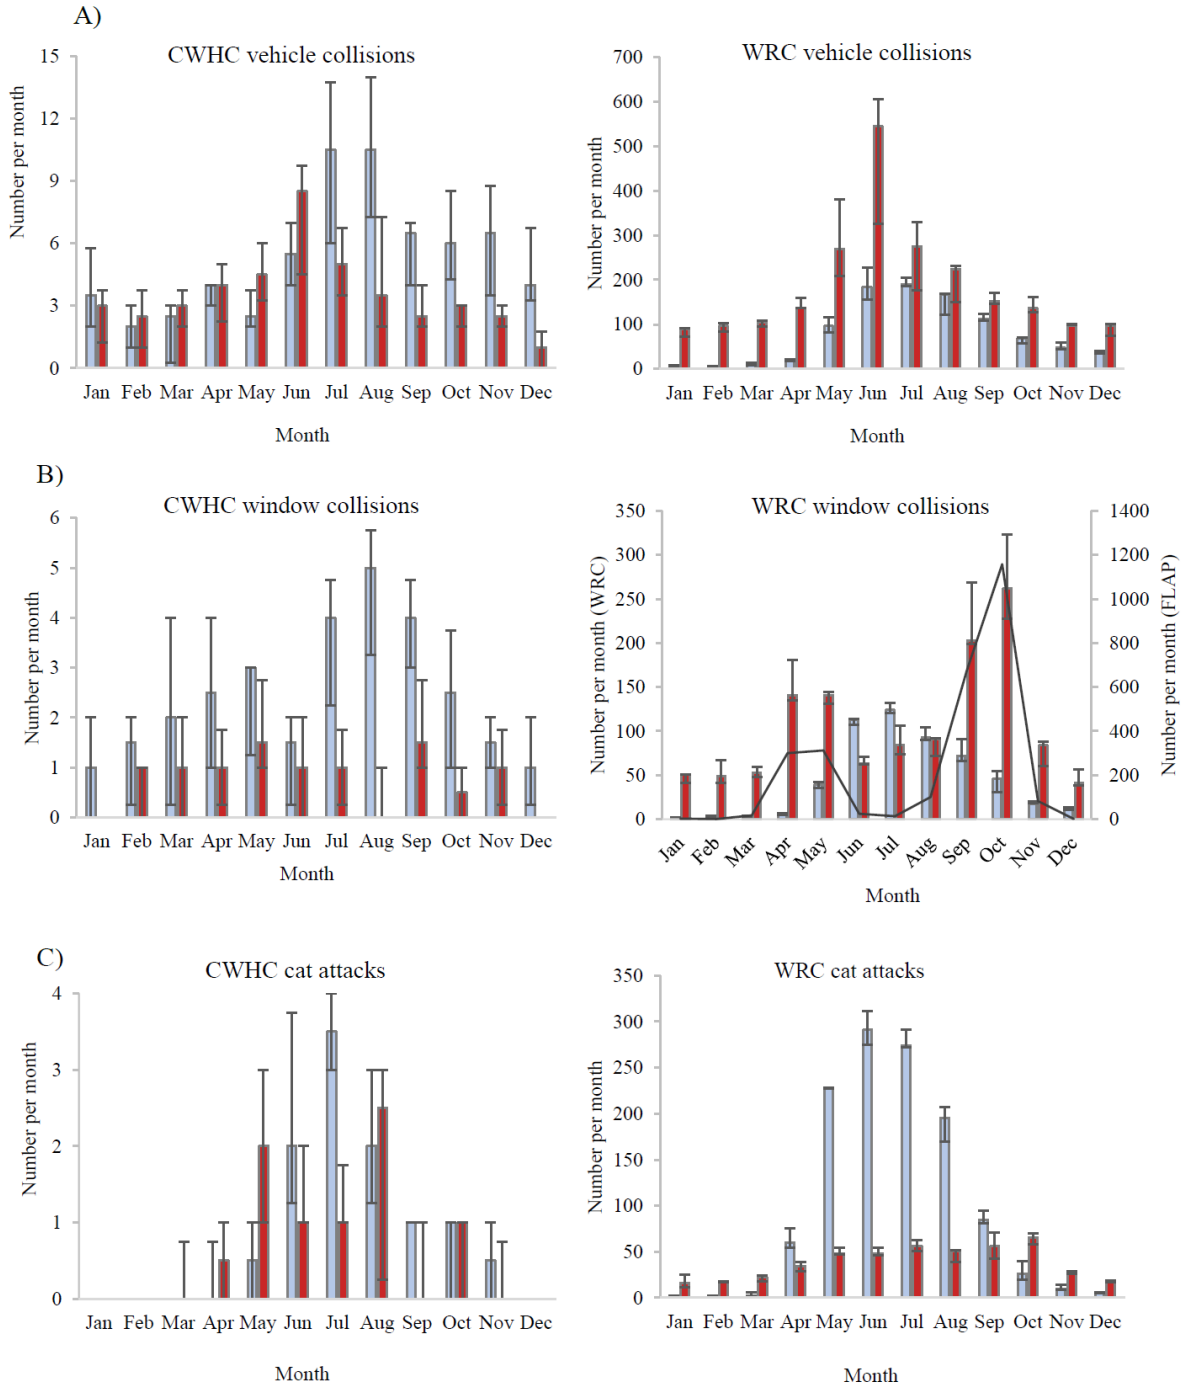 A)
CWHC vehicle collisions
Number per month
15
12
9
6
3
0
Jan Feb Mar Apr May Jun Jul Aug Sep Oct Nov Dec
Month
WRC vehicle collisions
Number per month
700
600
500
400
300
200
100
0
Jan Feb Mar Apr May Jun Jul Aug Sep Oct Nov Dec
Month
B)
CWHC window collisions
Number per month
6
5
4
3
2
1
0
Jan Feb Mar Apr May Jun Jul Aug Sep Oct Nov Dec
Month
WRC window collisions
Number per month (WRC)
350
300
250
200
150
100
50
0
1400
1200
1000
800
600
400
200
0
Number per month (FLAP)
Jan Feb Mar Apr May Jun Jul Aug Sep Oct Nov Dec
Month
C)
CWHC cat attacks
Number per month
4
3
2
1
0
Jan Feb Mar Apr May Jun Jul Aug Sep Oct Nov Dec
Month
WRC cat attacks
Number per month
350
300
250
200
150
100
50
0
Jan Feb Mar Apr May Jun Jul Aug Sep Oct Nov Dec
Month